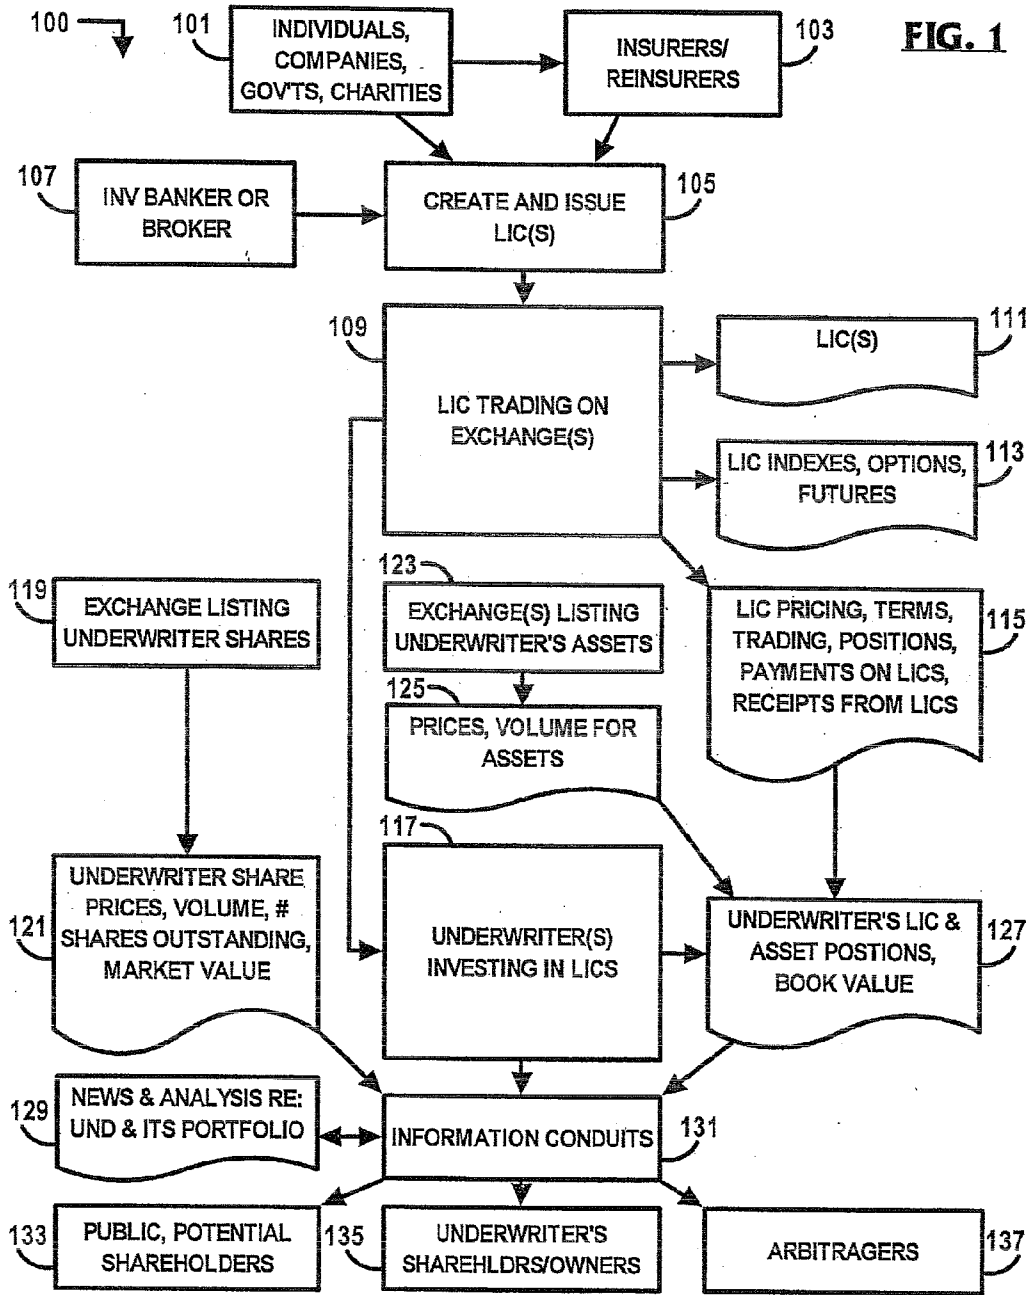 100
101
INDIVIDUALS,
COMPANIES,
GOV'TS, CHARITIES
INSURERS/
REINSURERS
103
FIG. 1
107
INV BANKER OR
BROKER
CREATE AND ISSUE
LIC(S)
105
109
LIC TRADING ON
EXCHANGE(S)
LIC(S)
111
LIC INDEXES, OPTIONS,
FUTURES
113
119
EXCHANGE LISTING
UNDERWRITER SHARES
123
EXCHANGE(S) LISTING
UNDERWRITER'S ASSETS
LIC PRICING, TERMS,
TRADING, POSITIONS,
PAYMENTS ON LICS,
RECEIPTS FROM LICS
115
125
PRICES, VOLUME FOR
ASSETS
117
UNDERWRITER(S)
INVESTING IN LICS
121
UNDERWRITER SHARE
PRICES, VOLUME, #
SHARES OUTSTANDING,
MARKET VALUE
UNDERWRITER'S LIC &
ASSET POSTIONS,
BOOK VALUE
127
129
NEWS & ANALYSIS RE:
UND & ITS PORTFOLIO
INFORMATION CONDUITS
131
133
PUBLIC, POTENTIAL
SHAREHOLDERS
135
UNDERWRITER'S
SHAREHLDRS/OWNERS
ARBITRAGERS
137